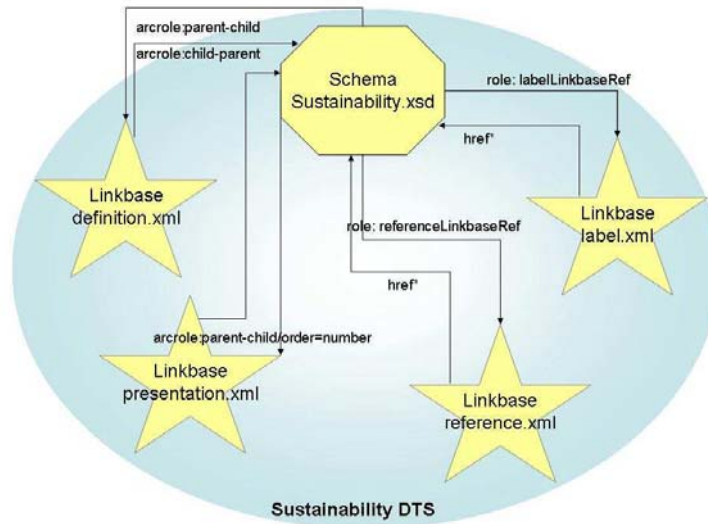 arcrole:parent-child
arcrole:child-parent
Schema
Sustainability.xsd
role: labelLinkbaseRef
href*
Linkbase
definition.xml
Linkbase
label.xml
role: referenceLinkbaseRef
href*
arcrole:parent-child/order=number
Linkbase
presentation.xml
Linkbase
reference.xml
Sustainability DTS